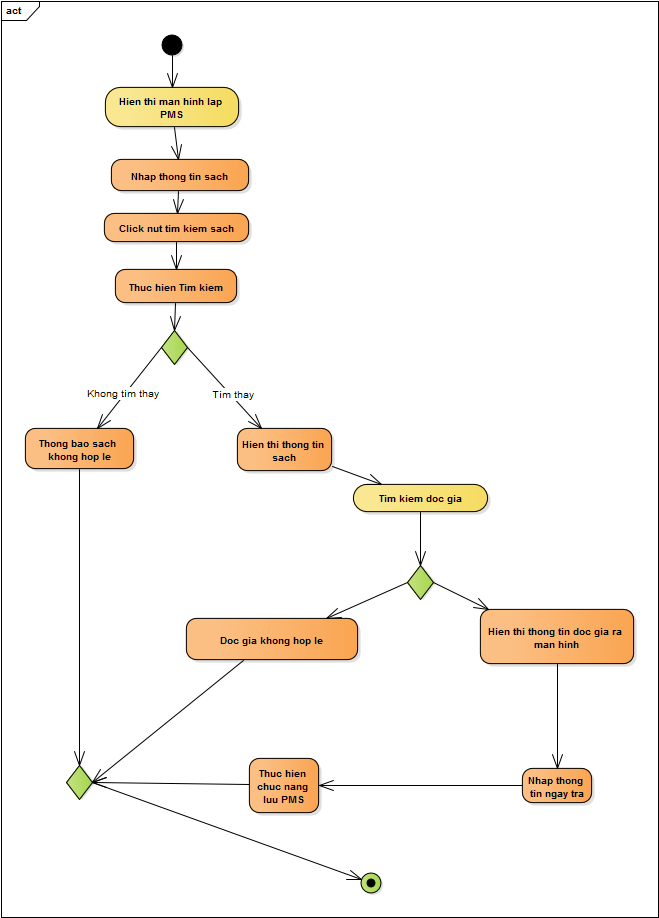 act
Hien thi man hinh lap
PMS
Nhap thong tin sach
Click nut tim kiem sach
Thuc hien Tim kiem
Khong tim thay
Tim thay
Thong bao sach
khong hop le
Hien thi thong tin
sach
Tim kiem doc gia
Doc gia khong hop le
Hien thi thong tin doc gia ra
man hinh
Thuc hien
chuc nang
luu PMS
Nhap thong
tin ngay tra